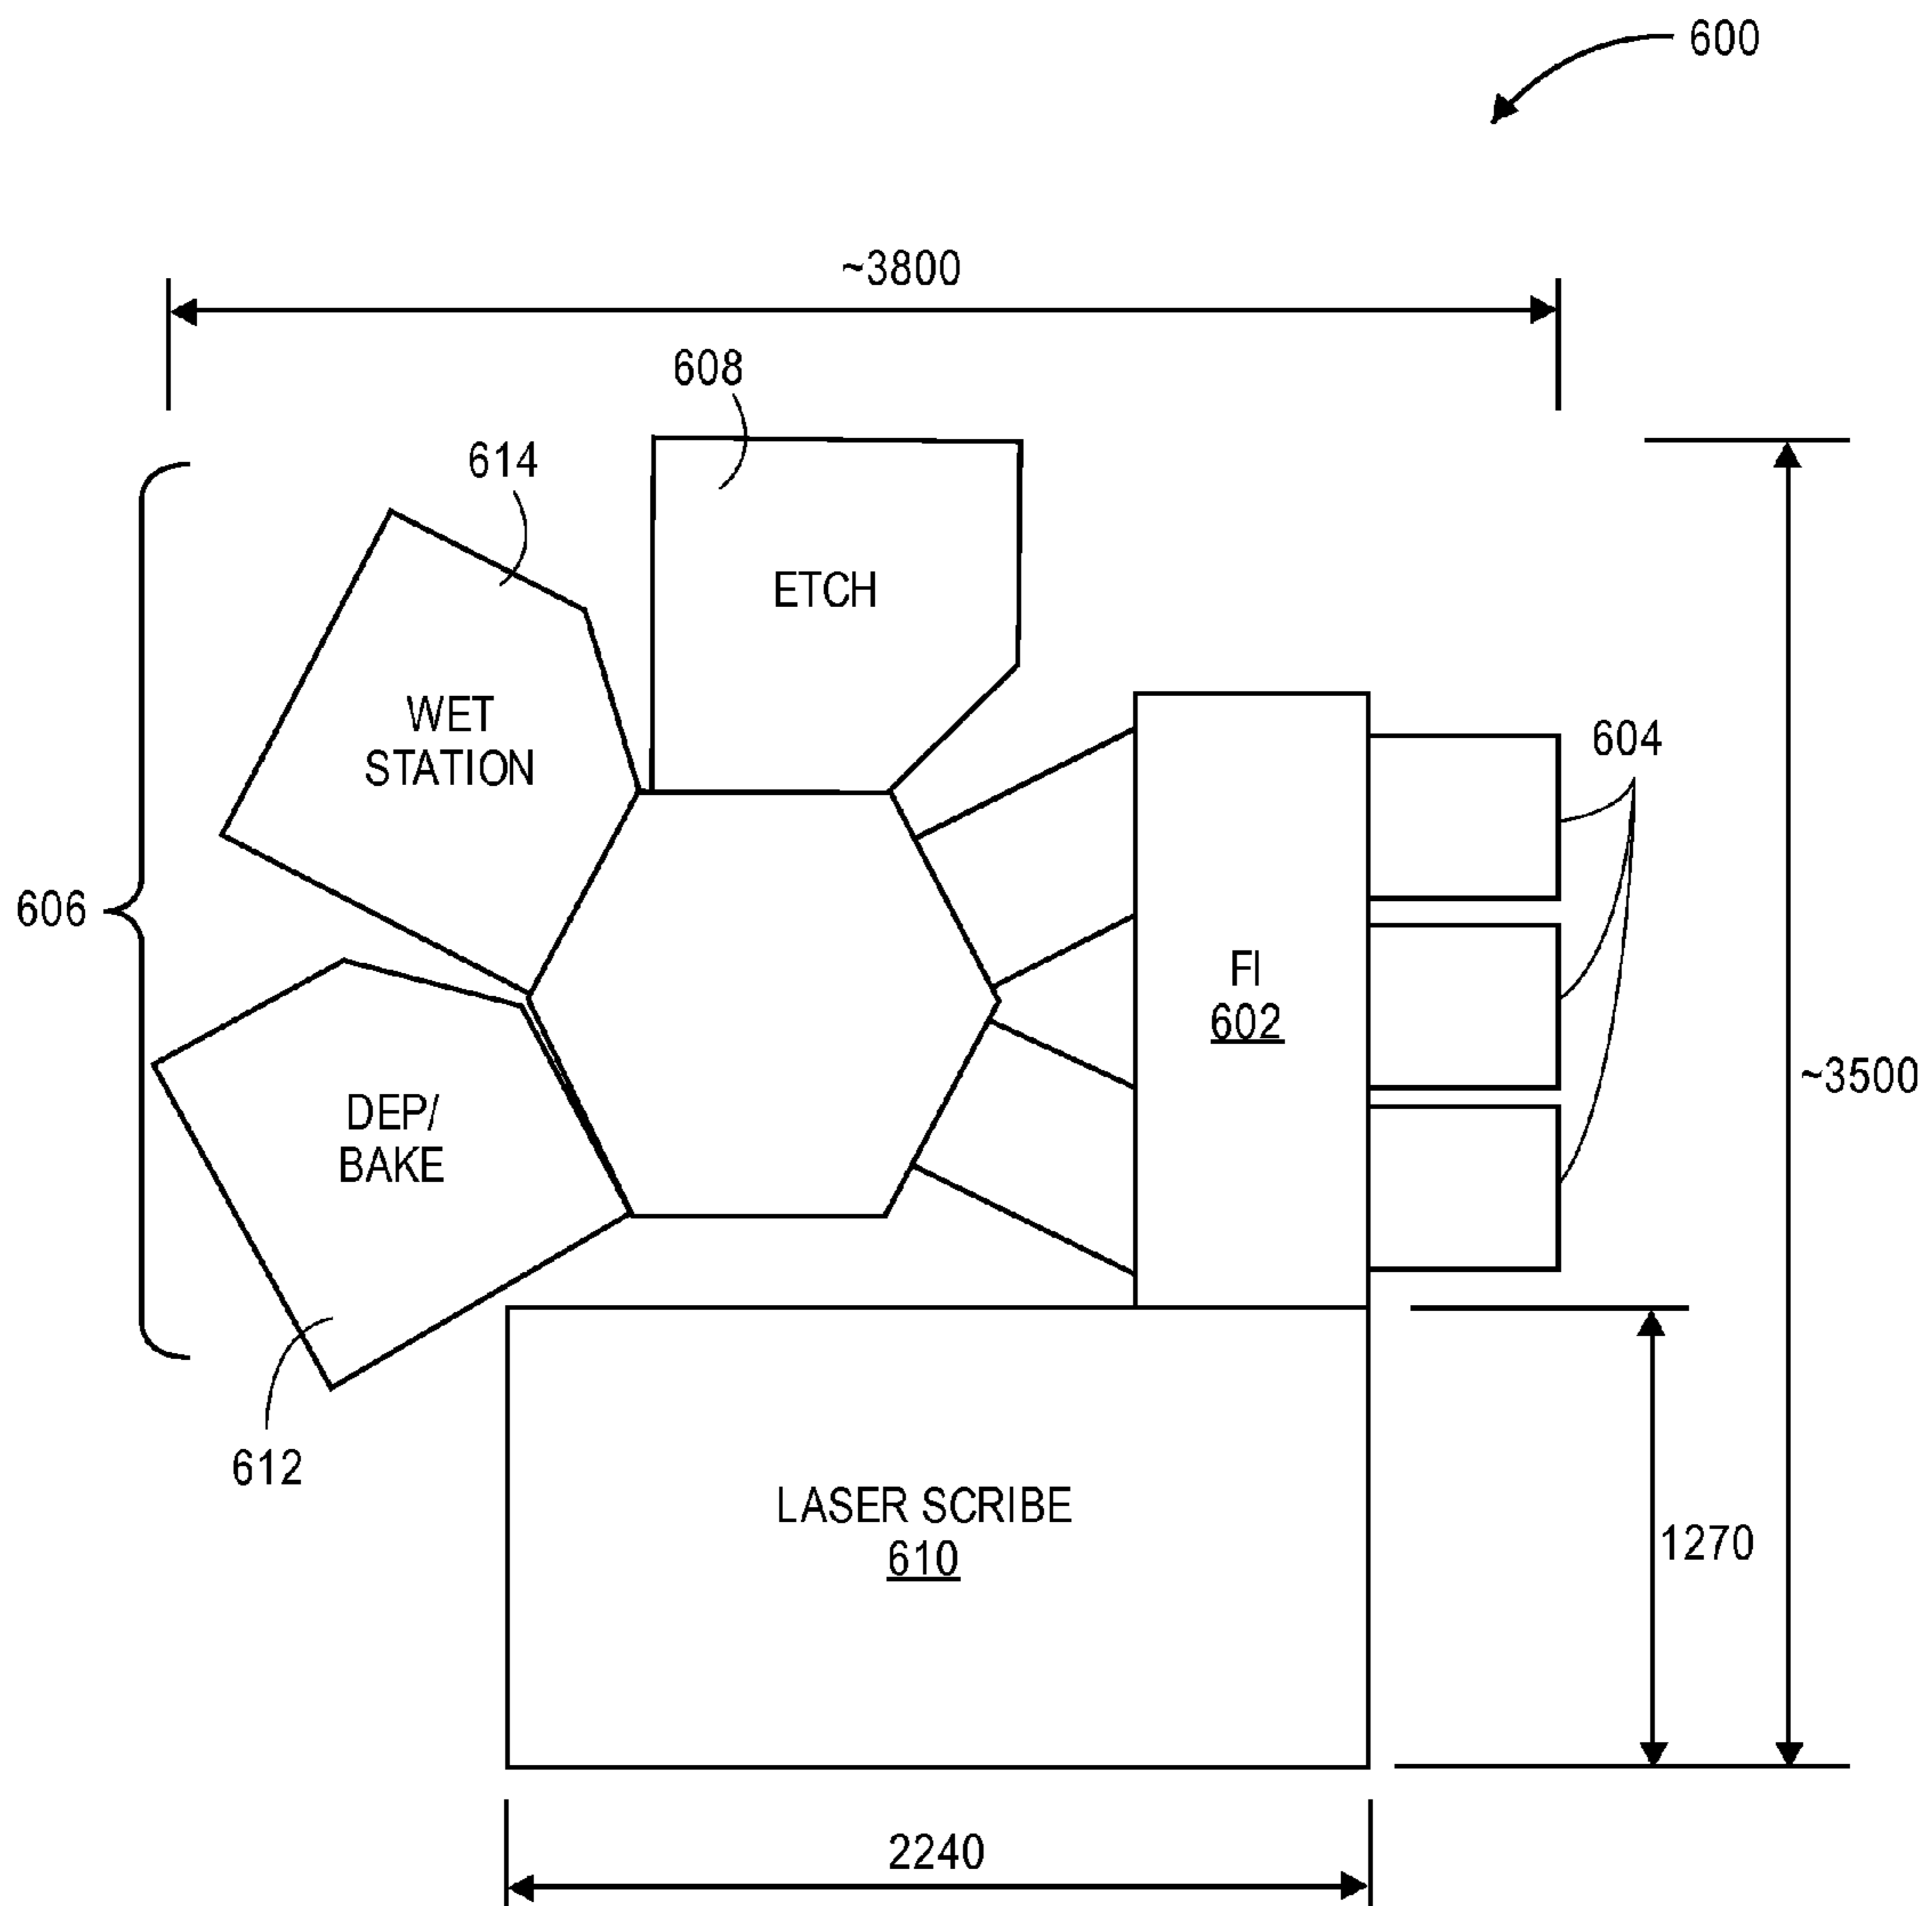 600
~3800
608
614
ETCH
WET
STATION
604
606
FI
602
~3500
DEP/
BAKE
612
LASER SCRIBE
610
1270
2240